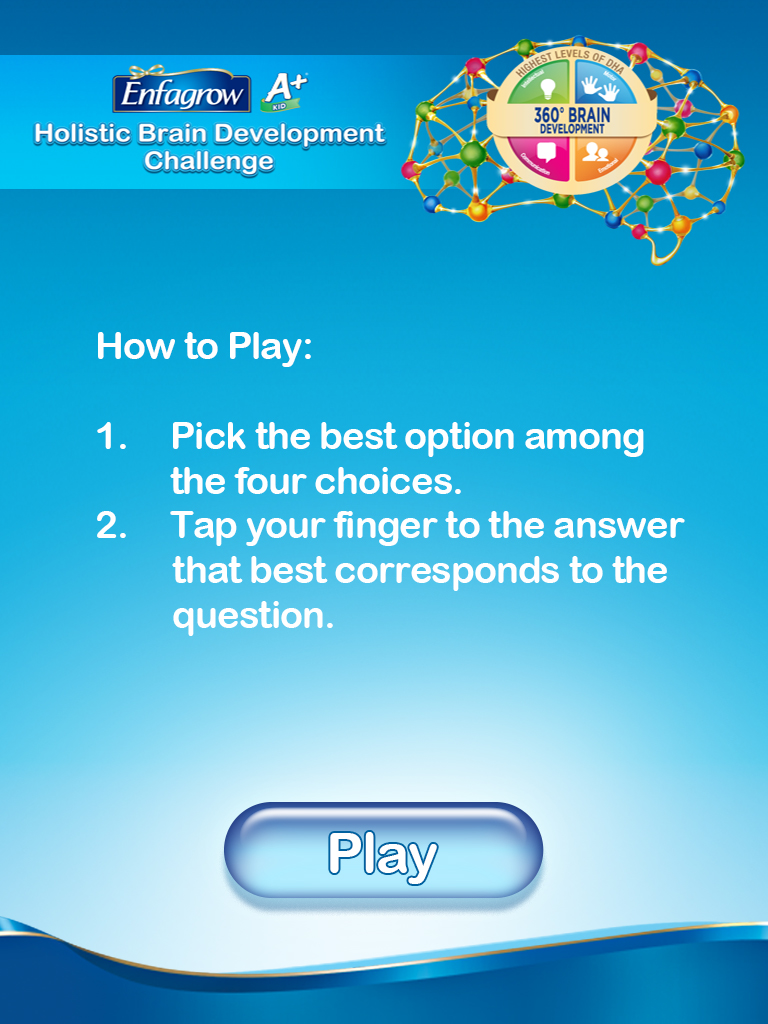 Enfagrow A+
KID
Holistic Brain Development
Challenge
HIGHEST LEVELS OF DHA
Intellectual
Motor
360° BRAIN
DEVELOPMENT
Communication
Emotional
How to Play:
1. Pick the best option among
the four choices.
2. Tap your finger to the answer
that best corresponds to the
question.
Play